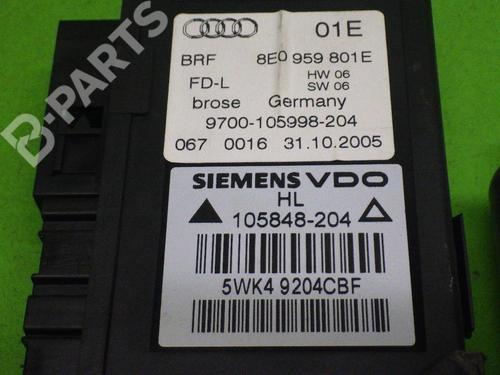 01E
BRF 8E0 959 801E
FD-L HW 06
SW 06
brose Germany
9700-105998-204
067 0016 31.10.2005
SIEMENS VDO
HL
105848-204
5WK4 9204CBF
B-PARTS